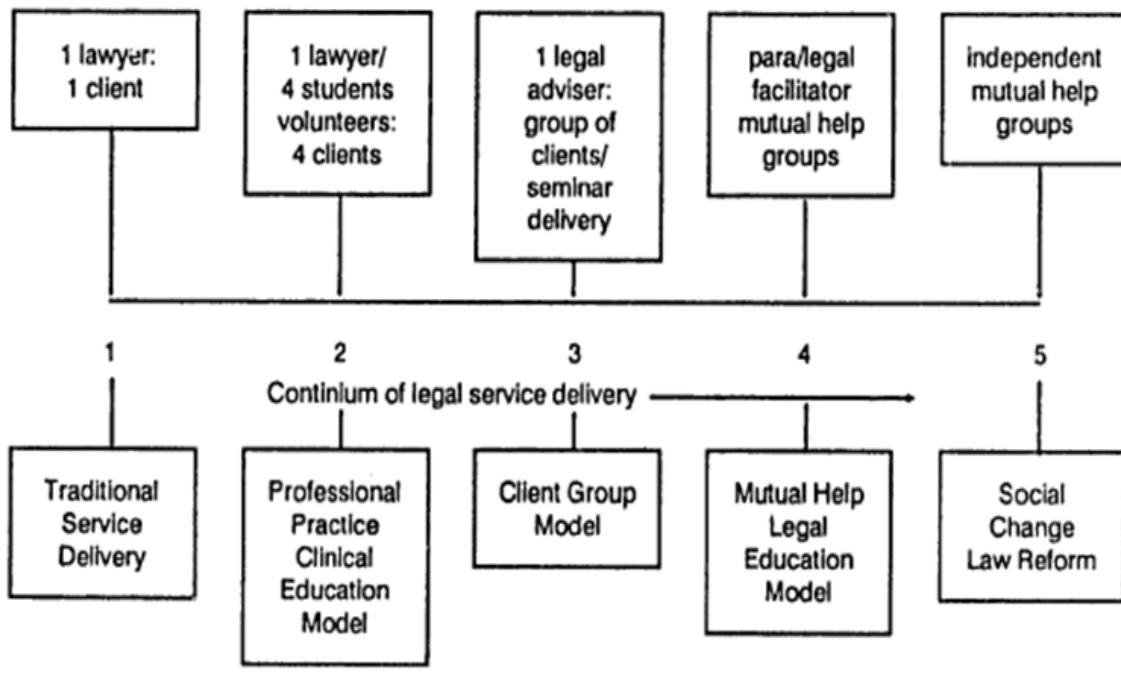 1 lawyer:
1 client
1 lawyer/
4 students
volunteers:
4 clients
1 legal
adviser:
group of
clients/
seminar
delivery
para/legal
facilitator
mutual help
groups
independent
mutual help
groups
1
2
3
4
5
Continium of legal service delivery
Traditional
Service
Delivery
Professional
Practice
Clinical
Education
Model
Client Group
Model
Mutual Help
Legal
Education
Model
Social
Change
Law Reform